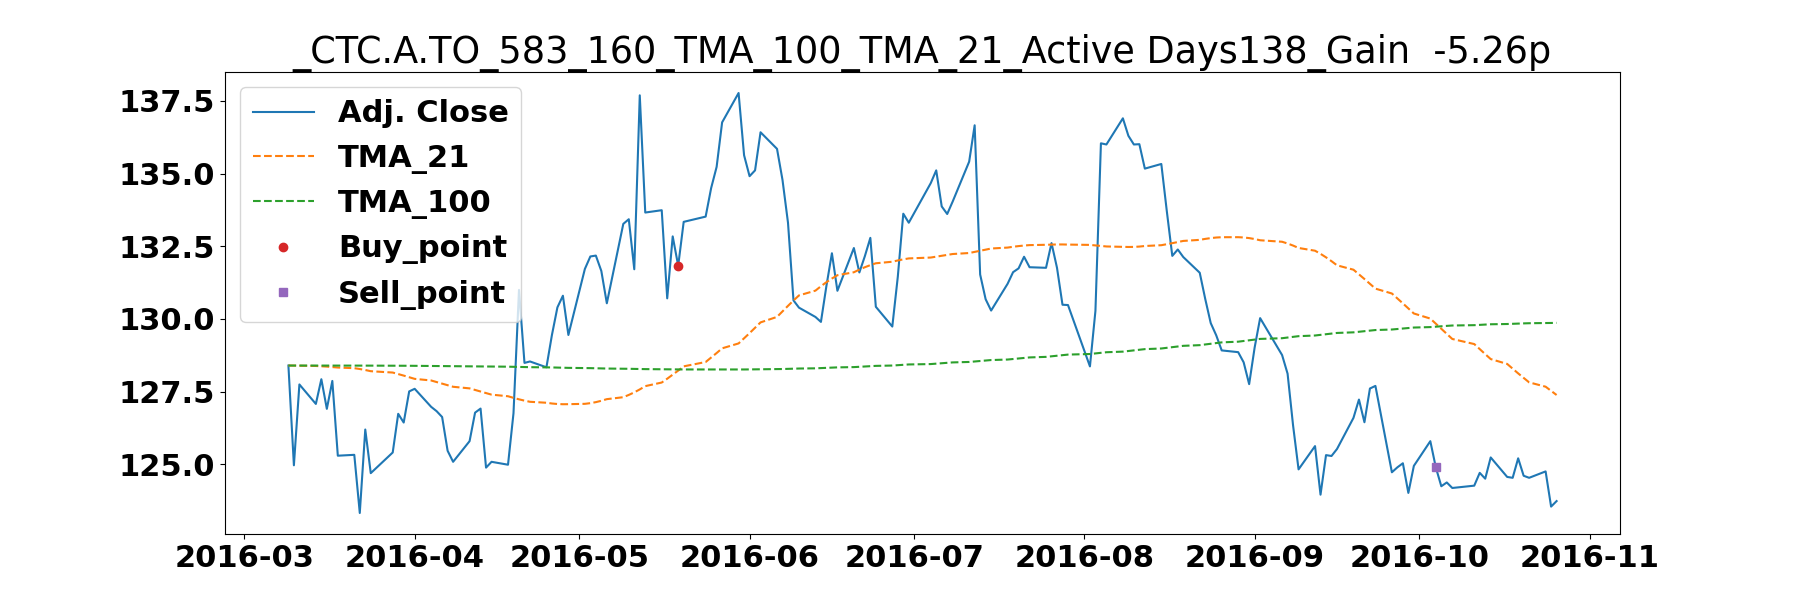 _CTC.A.TO_583_160_TMA_100_TMA_21_Active Days138_Gain  -5.26p
137.5
135.0
132.5
130.0
127.5
125.0
Adj. Close
TMA_21
TMA_100
Buy_point
Sell_point
2016-03 2016-04 2016-05 2016-06 2016-07 2016-08 2016-09 2016-10 2016-11